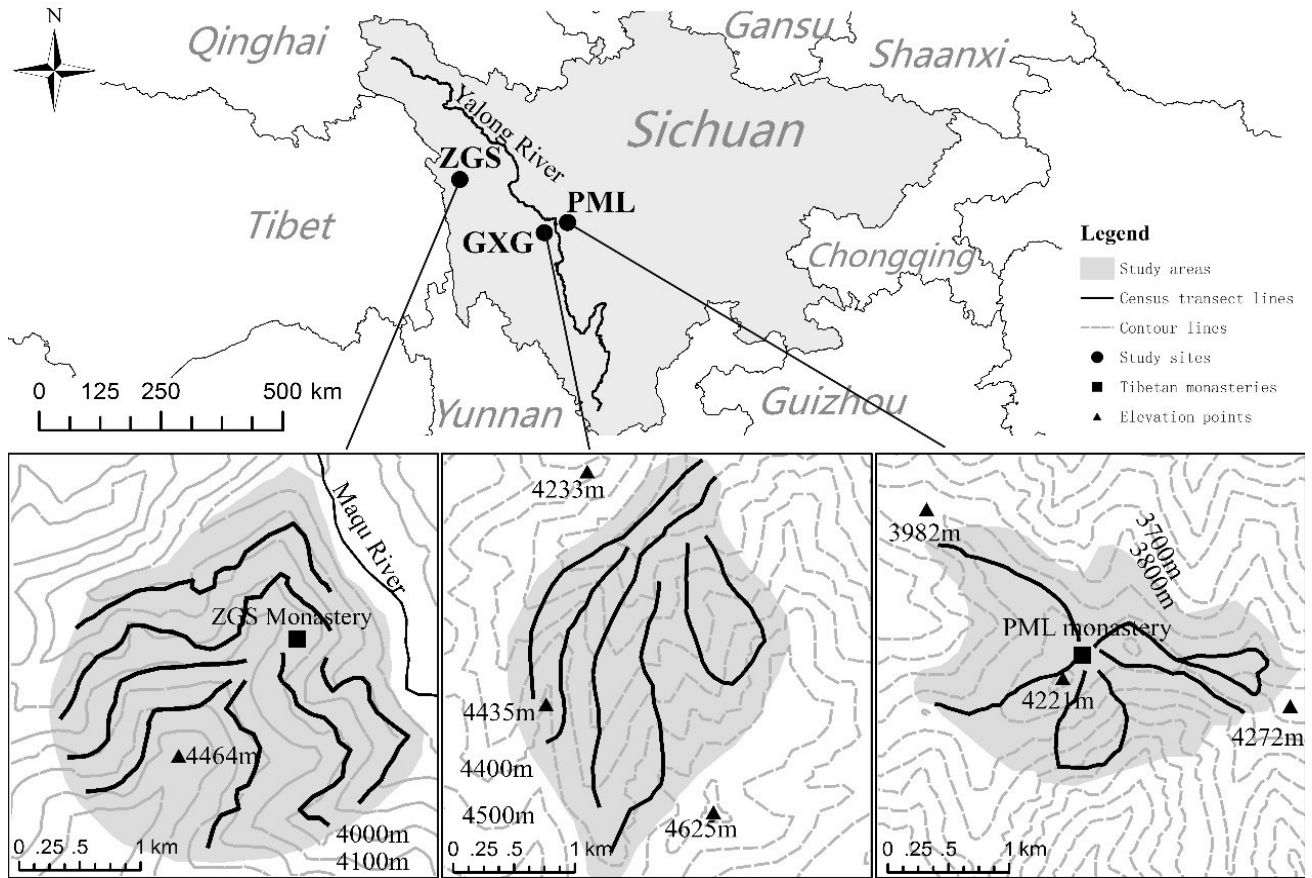 N
Qinghai
Gansu
Shaanxi
Yalong River
Sichuan
ZGS
PML
Tibet
GXG
Chongqing
Legend
Study areas
Census transect lines
Contour lines
Study sites
Tibetan monasteries
Elevation points
0 125 250 500 km
Yunnan
Guizhou
Maqu River
ZGS Monastery
4464m
4000m
4100m
0 .25 .5 1 km
4233m
4435m
4400m
4500m
4625m
0 .25 .5 1 km
3982m
3700m
3800m
PML monastery
4221m
4272m
0 .25 .5 1 km